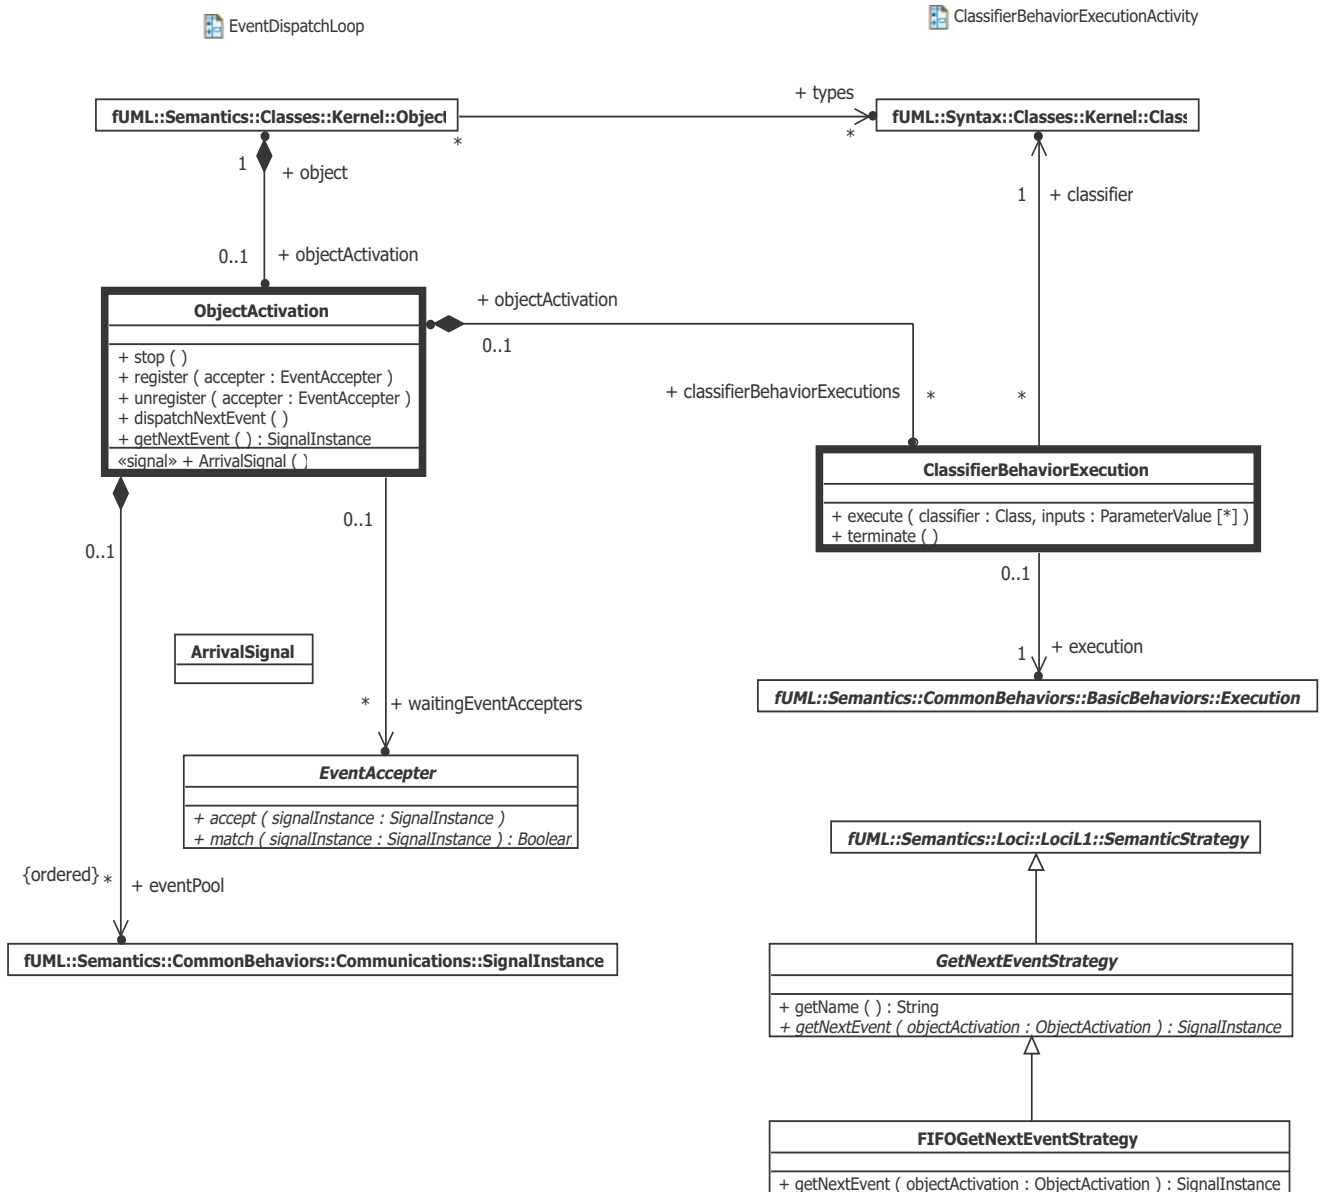 EventDispatchLoop
ClassifierBehaviorExecutionActivity
fUML::Semantics::Classes::Kernel::Object
+ types
*
*
fUML::Syntax::Classes::Kernel::Class
1
+ object
1
+ classifier
0..1
+ objectActivation
ObjectActivation
+ stop ( )
+ register ( accepter : EventAccepter )
+ unregister ( accepter : EventAccepter )
+ dispatchNextEvent ( )
+ getNextEvent ( ) : SignalInstance
«signal» + ArrivalSignal ( )
+ objectActivation
0..1
+ classifierBehaviorExecutions
*
*
ClassifierBehaviorExecution
+ execute ( classifier : Class, inputs : ParameterValue [*] )
+ terminate ( )
0..1
0..1
0..1
ArrivalSignal
1
+ execution
fUML::Semantics::CommonBehaviors::BasicBehaviors::Execution
*
+ waitingEventAccepters
EventAccepter
+ accept ( signalInstance : SignalInstance )
+ match ( signalInstance : SignalInstance ) : Boolean
{ordered}
*
+ eventPool
fUML::Semantics::CommonBehaviors::Communications::SignalInstance
fUML::Semantics::Loci::LociL1::SemanticStrategy
GetNextEventStrategy
+ getName ( ) : String
+ getNextEvent ( objectActivation : ObjectActivation ) : SignalInstance
FIFOGetNextEventStrategy
+ getNextEvent ( objectActivation : ObjectActivation ) : SignalInstance